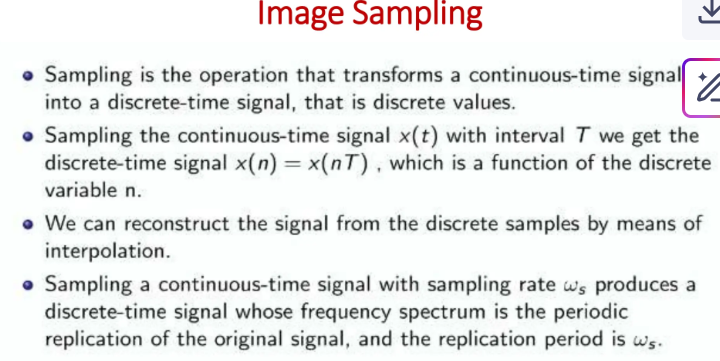 Image Sampling
• Sampling is the operation that transforms a continuous-time signal
into a discrete-time signal, that is discrete values.
• Sampling the continuous-time signal x(t) with interval T we get the
discrete-time signal x(n) = x(nT) , which is a function of the discrete
variable n.
• We can reconstruct the signal from the discrete samples by means of
interpolation.
• Sampling a continuous-time signal with sampling rate ωs produces a
discrete-time signal whose frequency spectrum is the periodic
replication of the original signal, and the replication period is ωs.